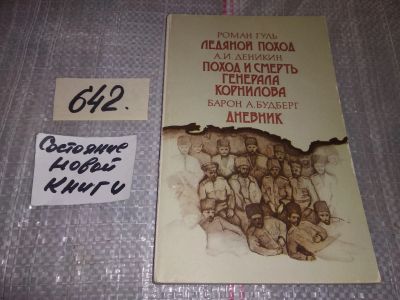 642.
Состояние
новой
книги
РОМАН ГУЛЬ
ЛЕДЯНОЙ ПОХОД
А.И. ДЕНИКИН
ПОХОД И СМЕРТЬ
ГЕНЕРАЛА
КОРНИЛОВА
БАРОН А. БУДБЕРГ
ДНЕВНИК